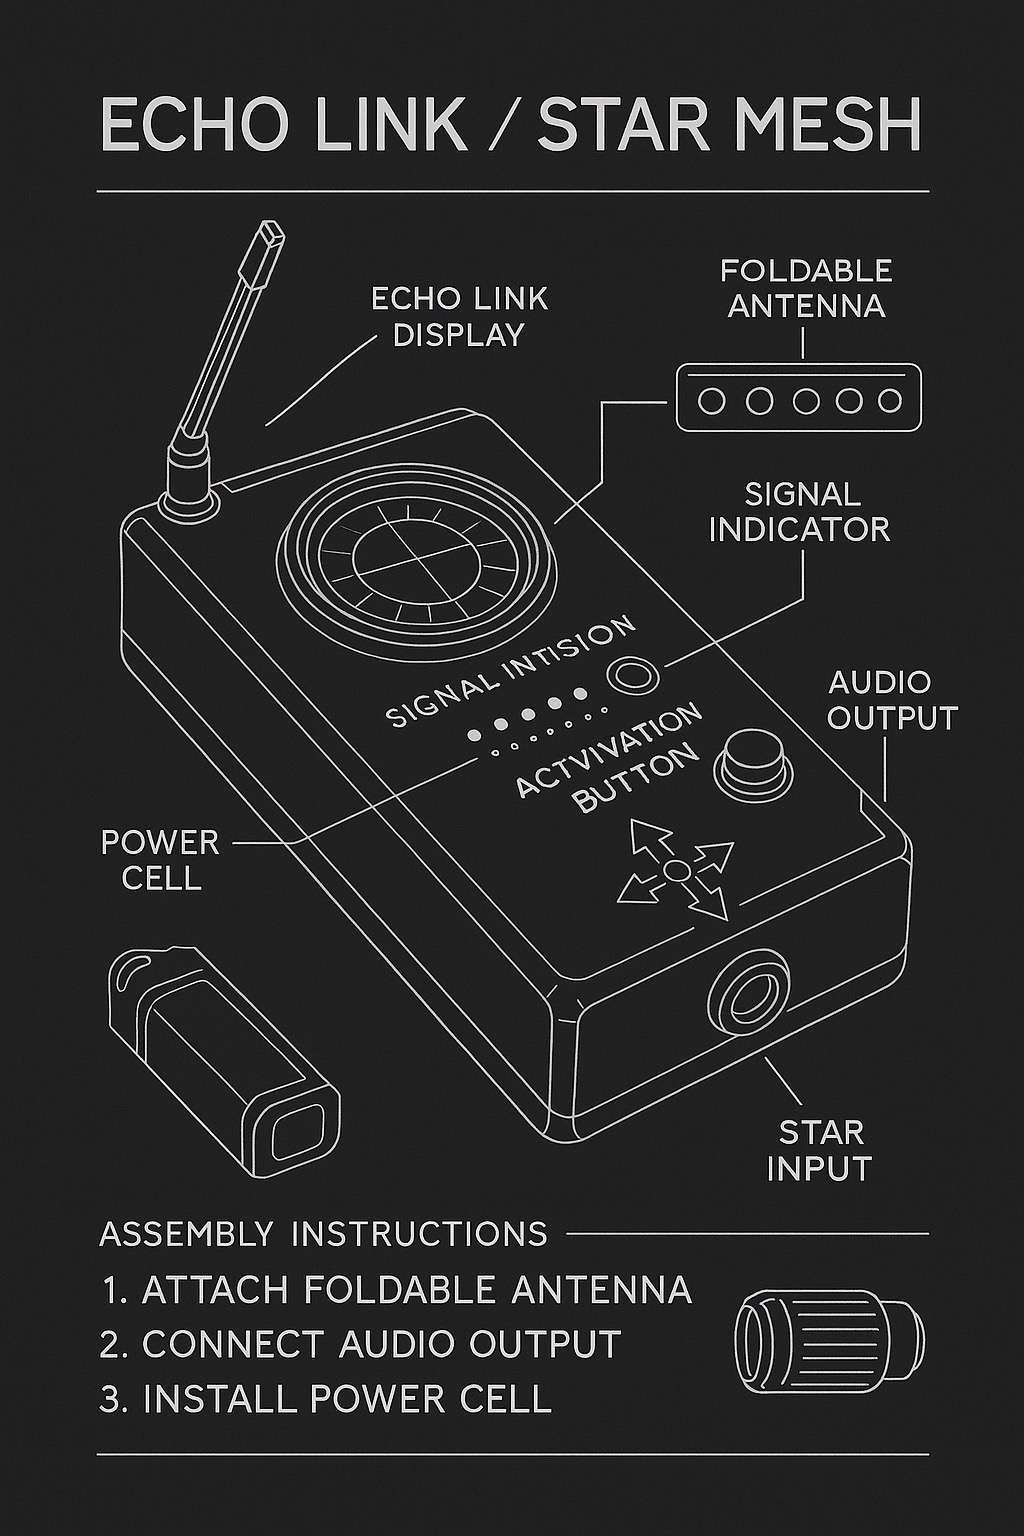 ECHO LINK / STAR MESH
ECHO LINK
DISPLAY
FOLDABLE
ANTENNA
SIGNAL
INDICATOR
SIGNAL INTISION
ACTVIVATION
BUTTON
AUDIO
OUTPUT
POWER
CELL
STAR
INPUT
ASSEMBLY INSTRUCTIONS
1. ATTACH FOLDABLE ANTENNA
2. CONNECT AUDIO OUTPUT
3. INSTALL POWER CELL